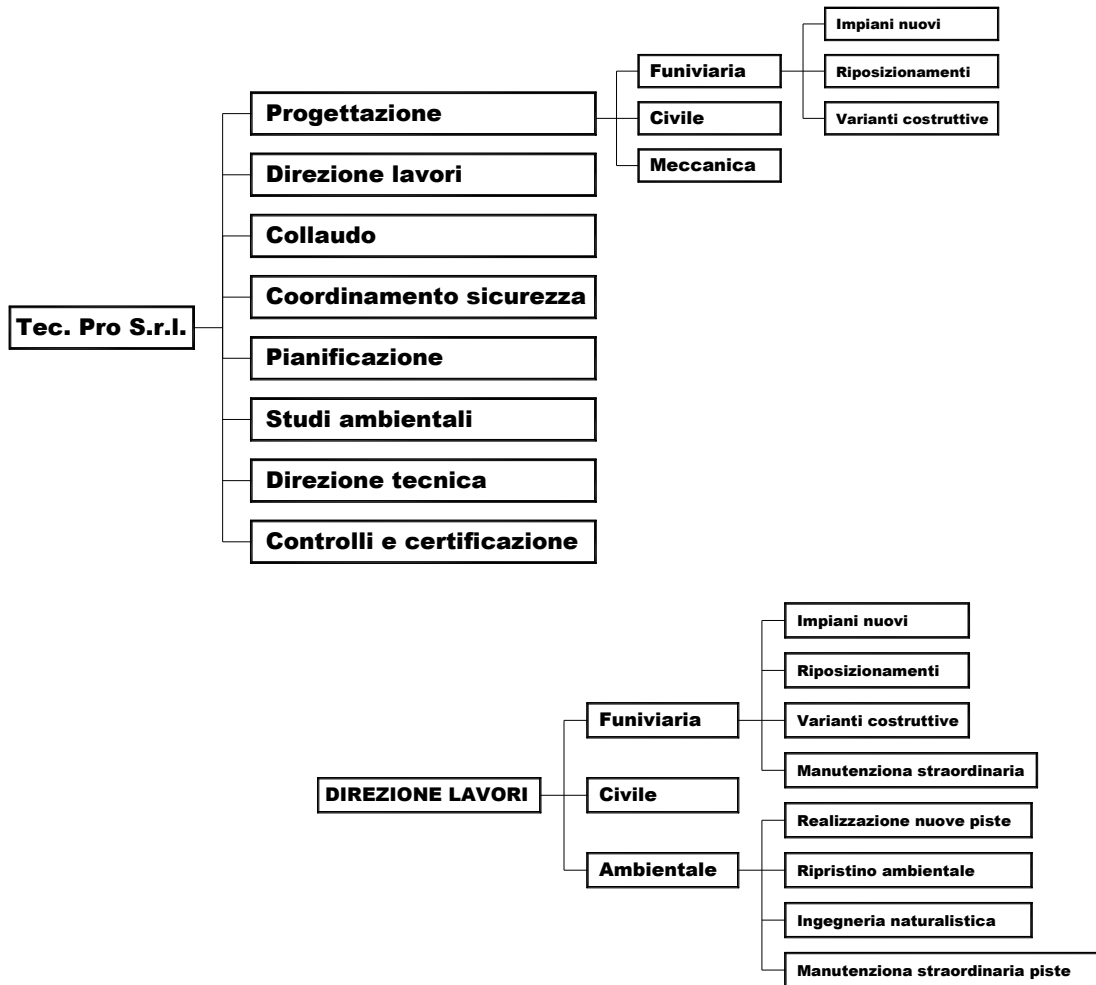 Impiani nuovi
Funiviaria
Riposizionamenti
Progettazione
Civile
Varianti costruttive
Meccanica
Direzione lavori
Collaudo
Coordinamento sicurezza
Tec. Pro S.r.l.
Pianificazione
Studi ambientali
Direzione tecnica
Controlli e certificazione
Impiani nuovi
Riposizionamenti
Funiviaria
Varianti costruttive
Manutenziona straordinaria
DIREZIONE LAVORI
Civile
Realizzazione nuove piste
Ambientale
Ripristino ambientale
Ingegneria naturalistica
Manutenziona straordinaria piste